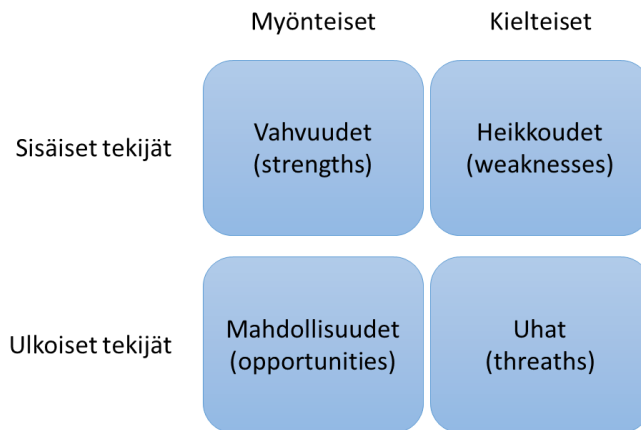 Myönteiset Kielteiset
Sisäiset tekijät
Vahvuudet
(strengths)
Heikkoudet
(weaknesses)
Ulkoiset tekijät
Mahdollisuudet
(opportunities)
Uhat
(threaths)